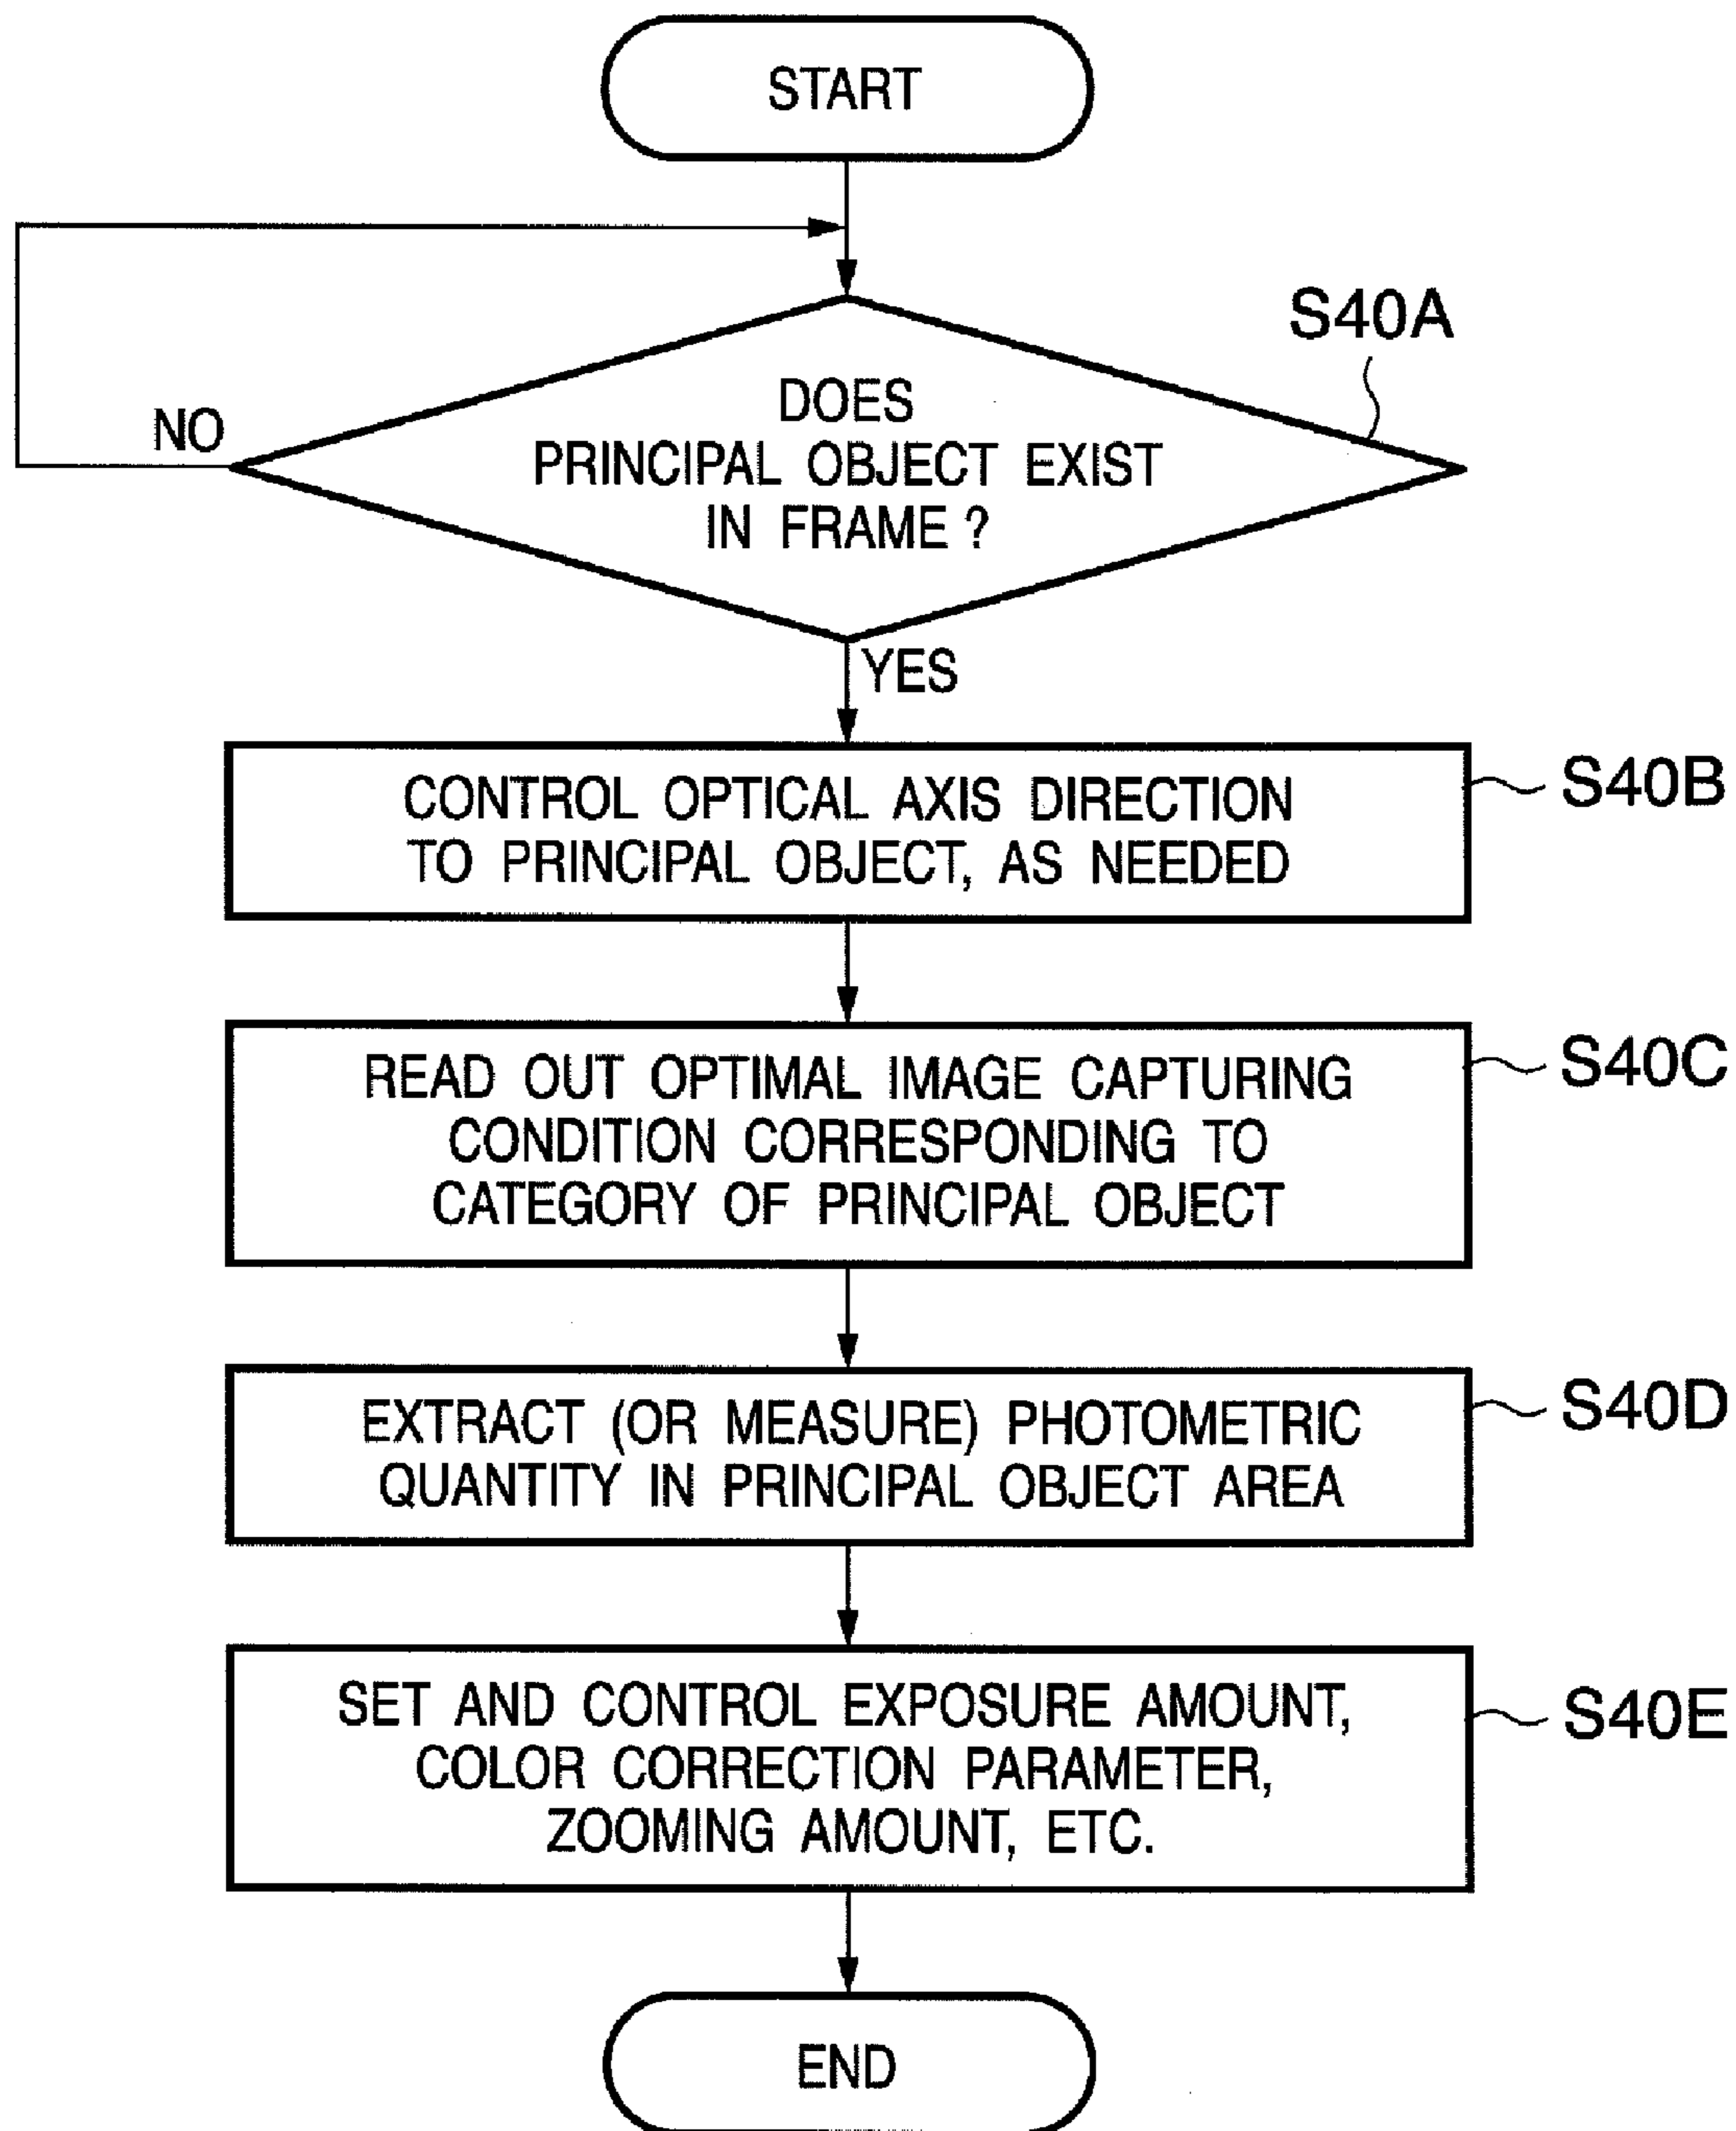 START
S40A
NO
DOES
PRINCIPAL OBJECT EXIST
IN FRAME ?
YES
CONTROL OPTICAL AXIS DIRECTION
TO PRINCIPAL OBJECT, AS NEEDED
S40B
READ OUT OPTIMAL IMAGE CAPTURING
CONDITION CORRESPONDING TO
CATEGORY OF PRINCIPAL OBJECT
S40C
EXTRACT (OR MEASURE) PHOTOMETRIC
QUANTITY IN PRINCIPAL OBJECT AREA
S40D
SET AND CONTROL EXPOSURE AMOUNT,
COLOR CORRECTION PARAMETER,
ZOOMING AMOUNT, ETC.
S40E
END